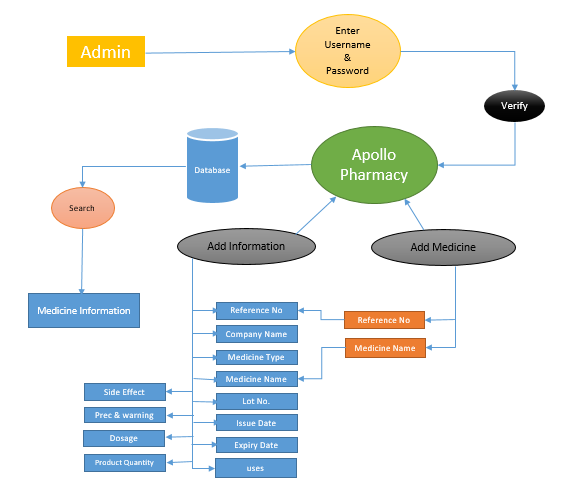 Admin
Enter
Username
&
Password
Verify
Apollo
Pharmacy
Database
Search
Add Information
Add Medicine
Medicine Information
Reference No
Reference No
Company Name
Medicine Name
Medicine Type
Medicine Name
Side Effect
Lot No.
Prec & warning
Issue Date
Dosage
Expiry Date
Product Quantity
uses